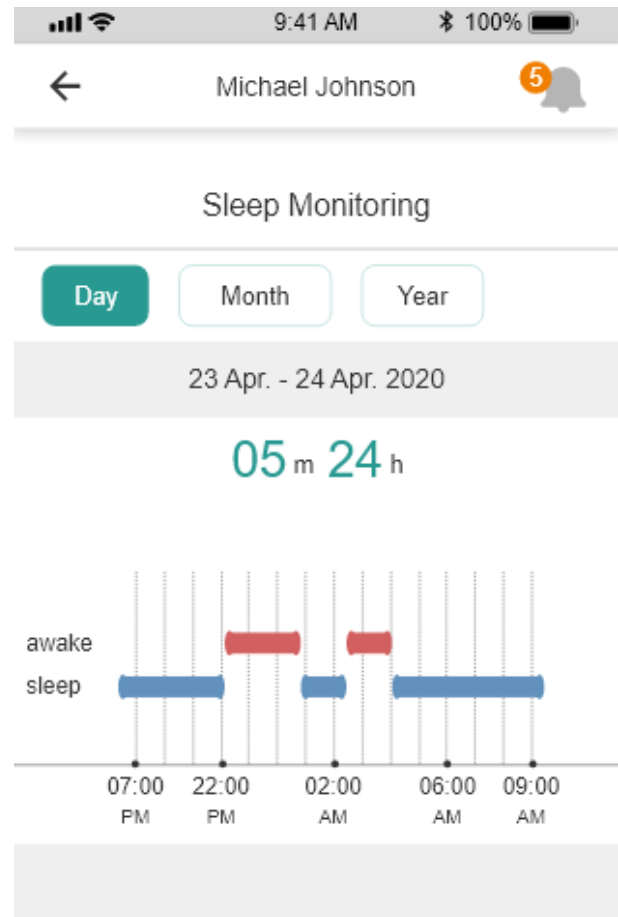 9:41 AM 100%
Michael Johnson 5
Sleep Monitoring
Day Month Year
23 Apr. - 24 Apr. 2020
05 m 24 h
awake
sleep
07:00 22:00 02:00 06:00 09:00
PM PM AM AM AM